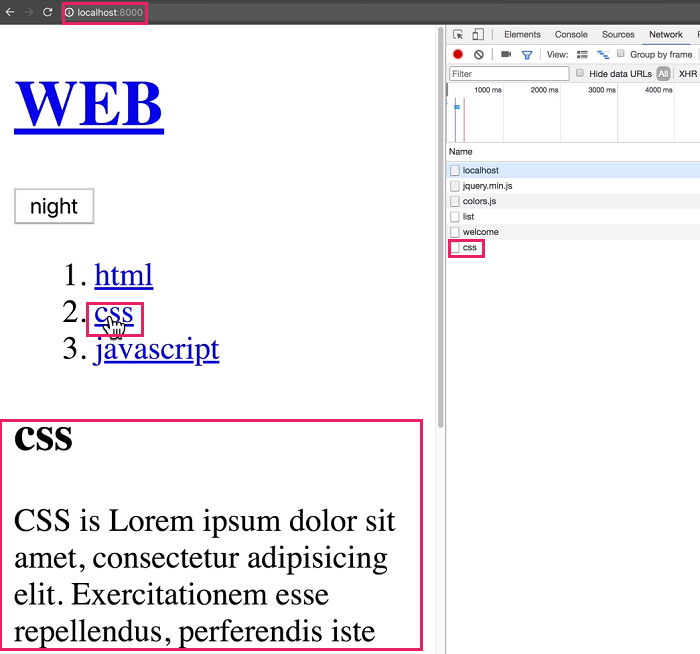 localhost:8000
WEB
night
1. html
2. css
3. javascript
css
CSS is Lorem ipsum dolor sit
amet, consectetur adipisicing
elit. Exercitationem esse
repellendus, perferendis iste
Elements Console Sources Network
View: Group by frame
Filter Hide data URLs All XHR
1000 ms 2000 ms 3000 ms 4000 ms
Name
localhost
jquery.min.js
colors.js
list
welcome
css